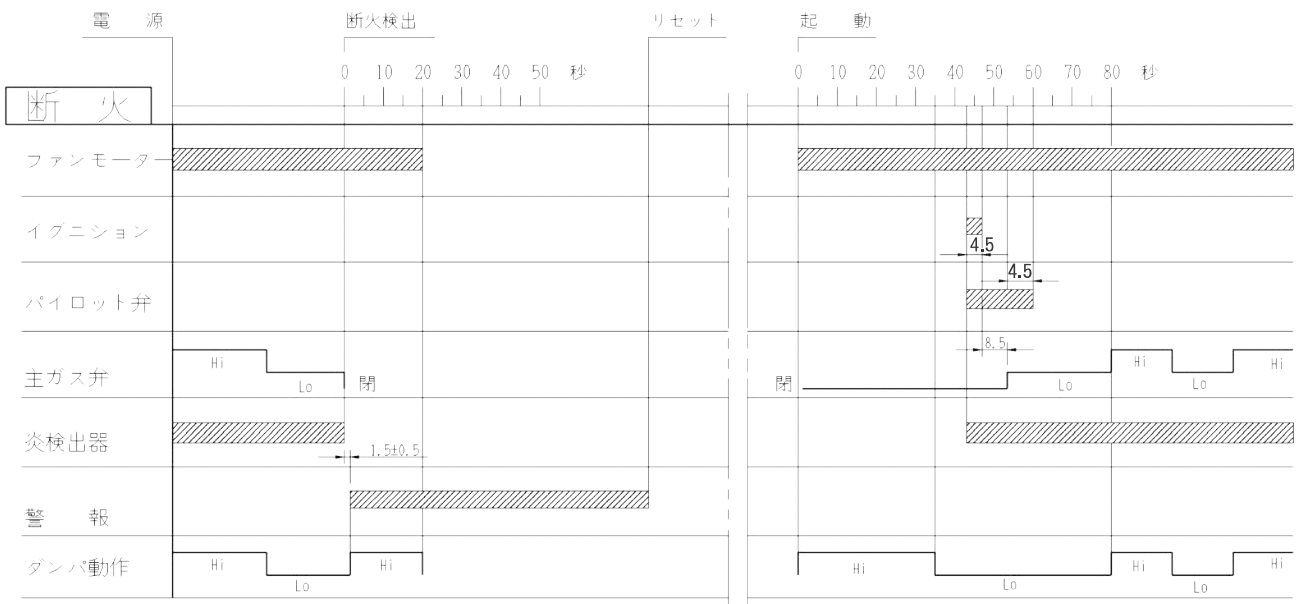 電源 断火検出 リセット 起動
0 10 20 30 40 50 秒 0 10 20 30 40 50 60 70 80 秒
断火
ファンモーター
イグニション
4.5
4.5
パイロット弁
8.5
主ガス弁 Hi Lo 閉 閉 Lo Hi Lo Hi
炎検出器
1.5±0.5
警報
ダンパ動作 Hi Lo Hi Hi Lo Hi Lo Hi